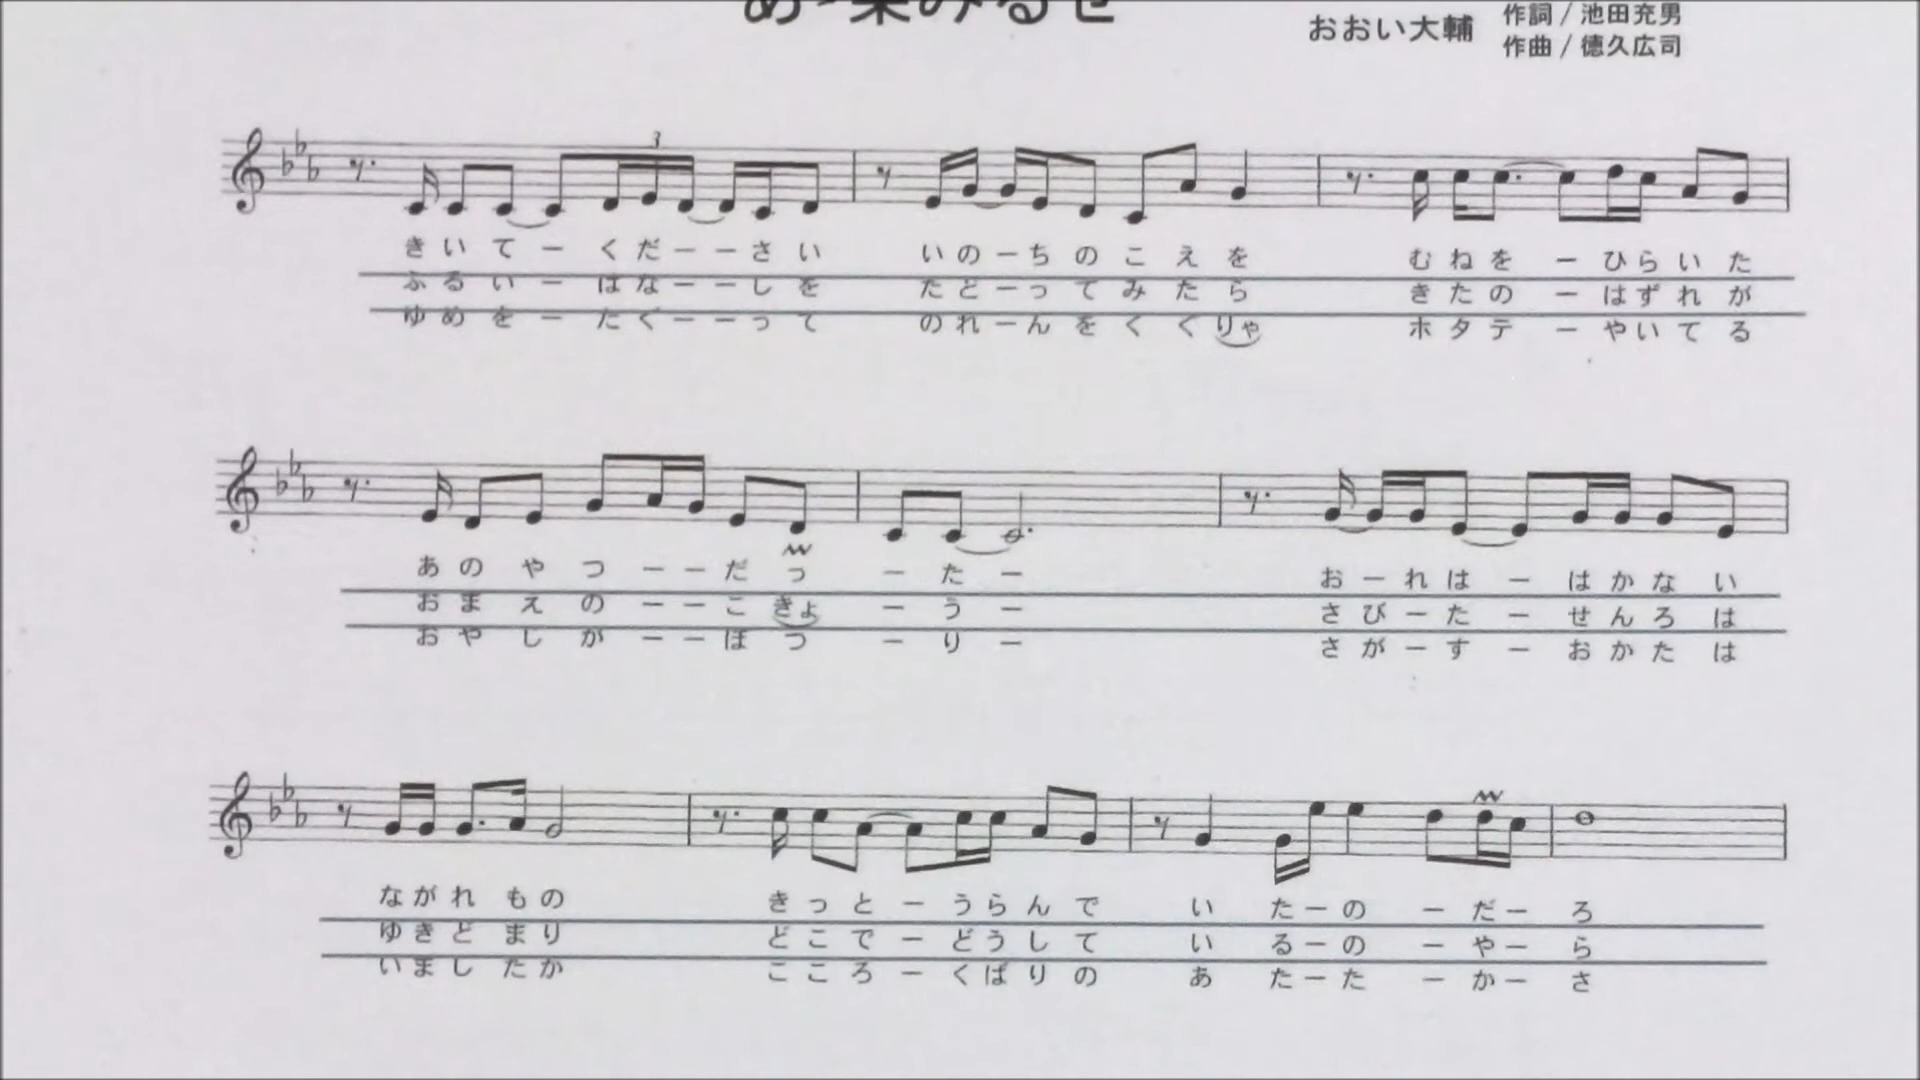 おおい大輔
作詞 / 池田充男
作曲 / 徳久広司
3
きいてーくだーーさい いのーちのこえを むねをーひらいた
ふるいーはなーーしを たどーってみたら きたのーはずれが
ゆめをーたぐーーって のれーんをくくりゃ ホタテーやいてる
あのやつーーだっーたー おーれはーはかない
おまえのーーこきょーうー さびーたーせんろは
おやじがーーぽつーりー さがーすーおかたは
ながれもの きっとーうらんで いたーのーだーろ
ゆきどまり どこでーどうして いるーのーやーら
いましたか こころーくばりの あたーたーかーさ